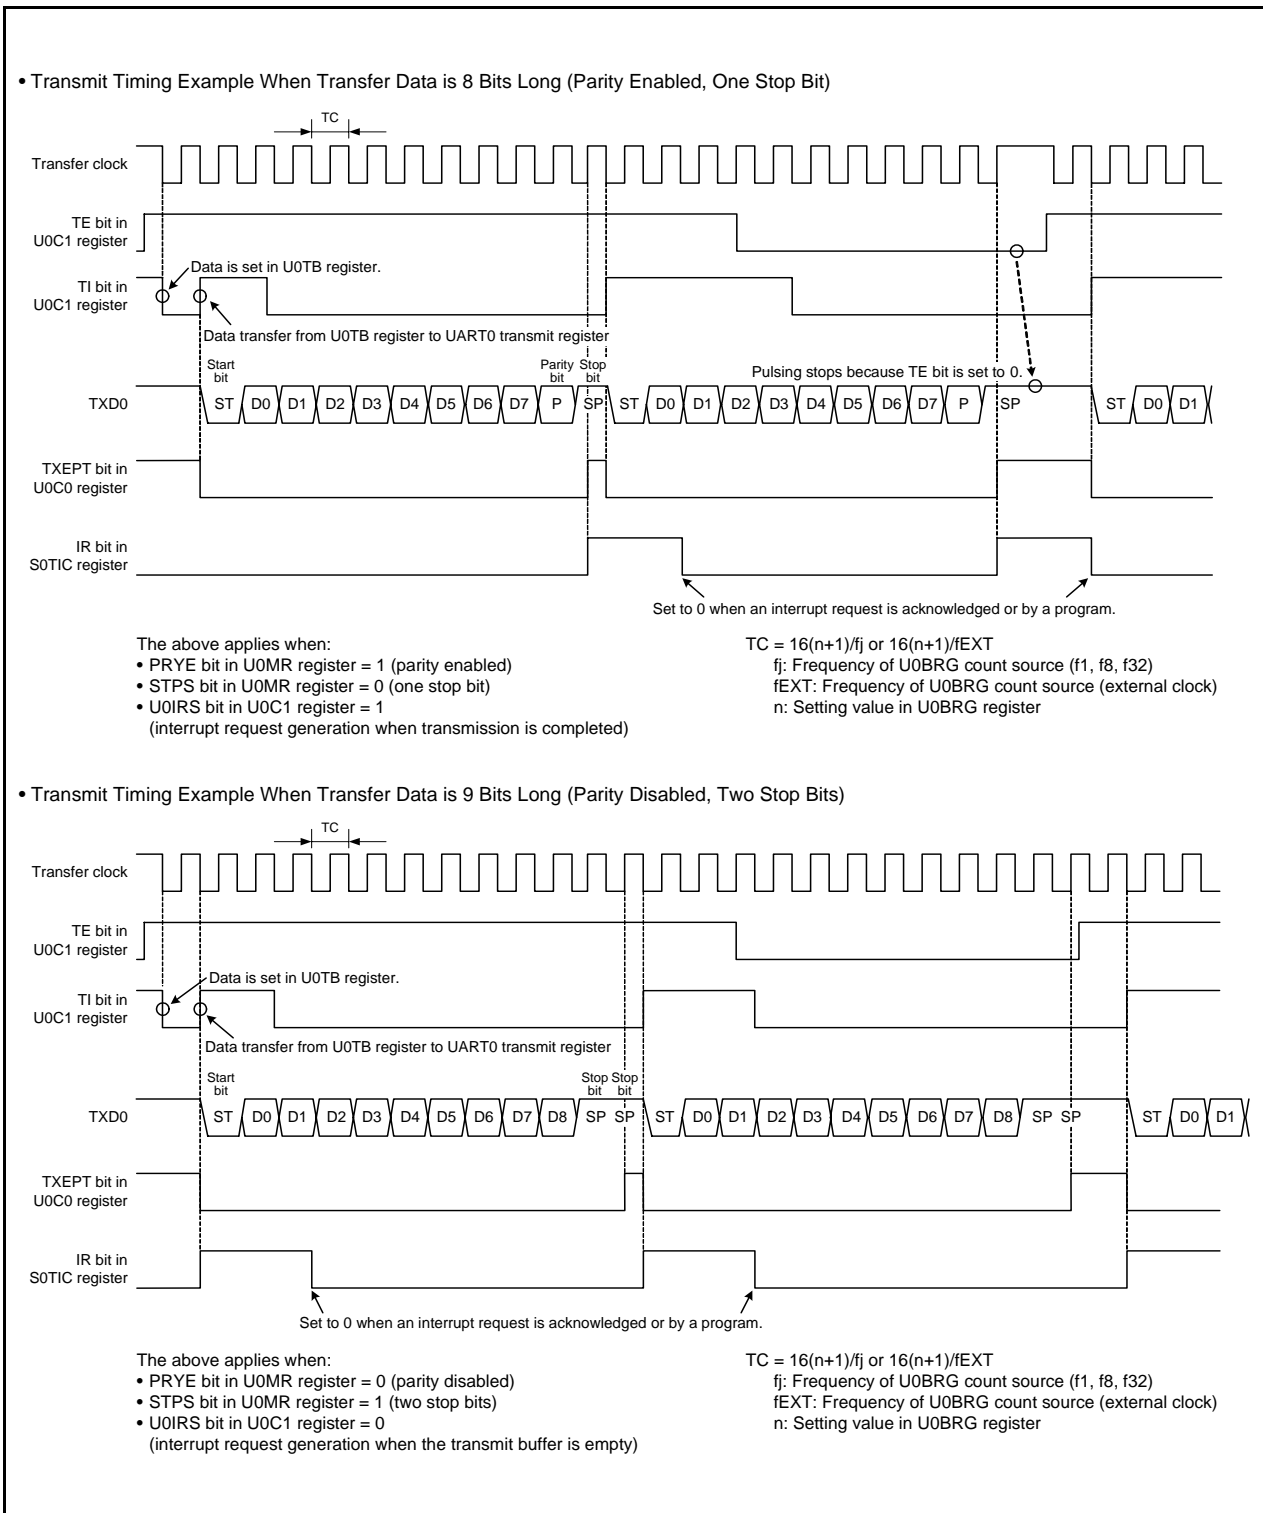 • Transmit Timing Example When Transfer Data is 8 Bits Long (Parity Enabled, One Stop Bit)
TC
Transfer clock
TE bit in
U0C1 register
Data is set in U0TB register.
TI bit in
U0C1 register
Data transfer from U0TB register to UART0 transmit register
Start
bit
Parity
bit
Stop
bit
Pulsing stops because TE bit is set to 0.
TXD0
ST D0 D1 D2 D3 D4 D5 D6 D7 P SP ST D0 D1 D2 D3 D4 D5 D6 D7 P SP ST D0 D1
TXEPT bit in
U0C0 register
IR bit in
S0TIC register
Set to 0 when an interrupt request is acknowledged or by a program.
The above applies when:
• PRYE bit in U0MR register = 1 (parity enabled)
• STPS bit in U0MR register = 0 (one stop bit)
• U0IRS bit in U0C1 register = 1
(interrupt request generation when transmission is completed)
TC = 16(n+1)/fj or 16(n+1)/fEXT
fj: Frequency of U0BRG count source (f1, f8, f32)
fEXT: Frequency of U0BRG count source (external clock)
n: Setting value in U0BRG register
• Transmit Timing Example When Transfer Data is 9 Bits Long (Parity Disabled, Two Stop Bits)
TC
Transfer clock
TE bit in
U0C1 register
Data is set in U0TB register.
TI bit in
U0C1 register
Data transfer from U0TB register to UART0 transmit register
Start
bit
Stop
bit
Stop
bit
TXD0
ST D0 D1 D2 D3 D4 D5 D6 D7 D8 SP SP ST D0 D1 D2 D3 D4 D5 D6 D7 D8 SP SP ST D0 D1
TXEPT bit in
U0C0 register
IR bit in
S0TIC register
Set to 0 when an interrupt request is acknowledged or by a program.
The above applies when:
• PRYE bit in U0MR register = 0 (parity disabled)
• STPS bit in U0MR register = 1 (two stop bits)
• U0IRS bit in U0C1 register = 0
(interrupt request generation when the transmit buffer is empty)
TC = 16(n+1)/fj or 16(n+1)/fEXT
fj: Frequency of U0BRG count source (f1, f8, f32)
fEXT: Frequency of U0BRG count source (external clock)
n: Setting value in U0BRG register